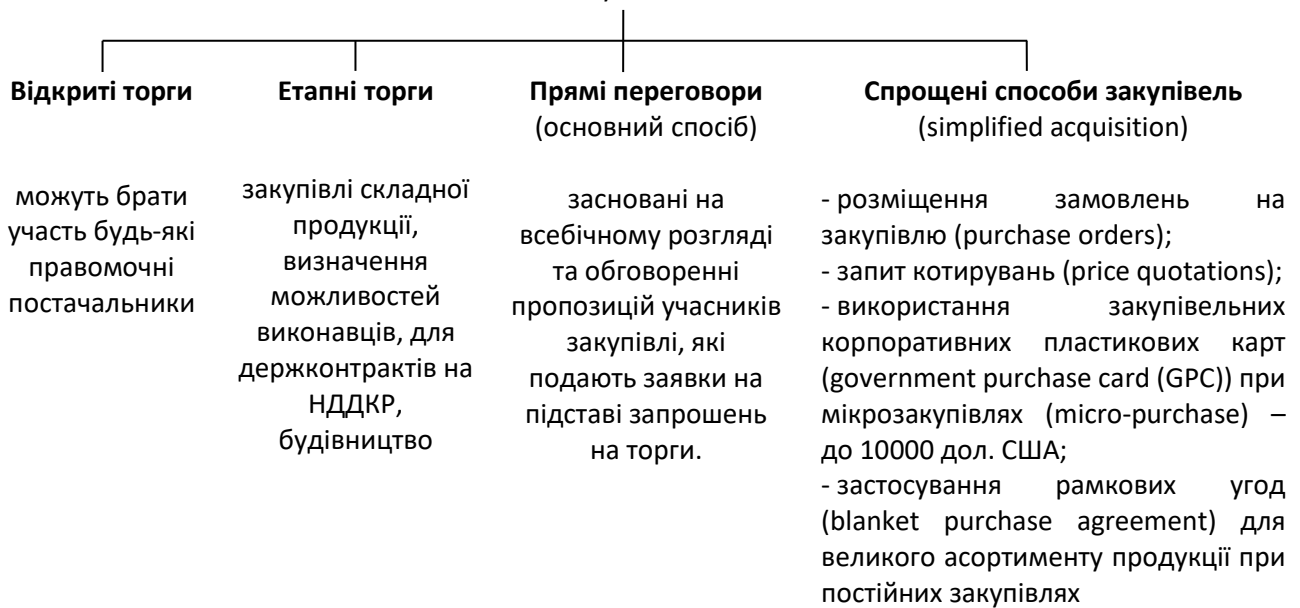 Відкриті торги
можуть брати
участь будь-які
правомочні
постачальники
Етапні торги
закупівлі складної
продукції,
визначення
можливостей
виконавців, для
держконтрактів на
НДДКР,
будівництво
Прямі переговори
(основний спосіб)
засновані на
всебічному розгляді
та обговоренні
пропозицій учасників
закупівлі, які
подають заявки на
підставі запрошень
на торги.
Спрощені способи закупівель
(simplified acquisition)
- розміщення замовлень на
закупівлю (purchase orders);
- запит котирувань (price quotations);
- використання закупівельних
корпоративних пластикових карт
(government purchase card (GPC)) при
мікрозакупівлях (micro-purchase) –
до 10000 дол. США;
- застосування рамкових угод
(blanket purchase agreement) для
великого асортименту продукції при
постійних закупівлях